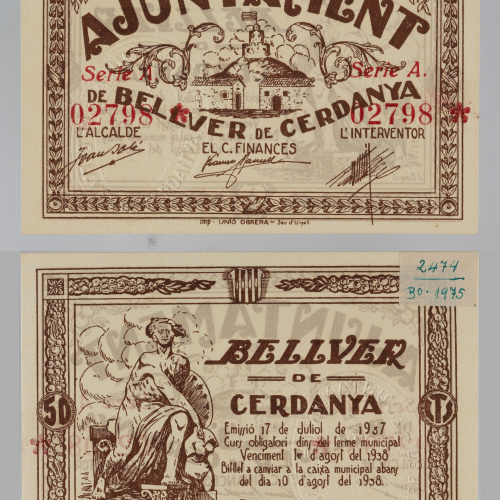 AJUNTAMENT
Serie A. Serie A.
DE BELLVER DE CERDANYA
02798 * 02798 *
L'ALCALDE L'INTERVENTOR
EL C. FINANCES
IMP. UNIÓ OBRERA - Seu d'Urgell
2474
Bo. 1975
BELLVER
DE
CERDANYA
50 CTS
Emissió 17 de Juliol de 1937
Curs obligatori dins del terme municipal
Venciment 1r d'agost del 1938
Bitllet a canviar a la caixa municipal abans
del dia 10 d'agost del 1938.